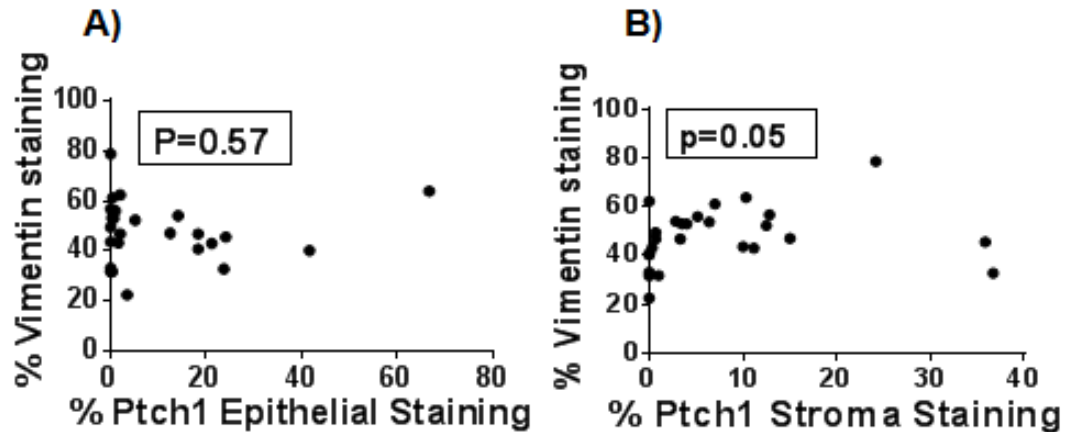 A)
% Vimentin staining
100
80
60
40
20
0
P=0.57
0 20 40 60 80
% Ptch1 Epithelial Staining
B)
% Vimentin staining
100
80
60
40
20
0
p=0.05
0 10 20 30 40
% Ptch1 Stroma Staining